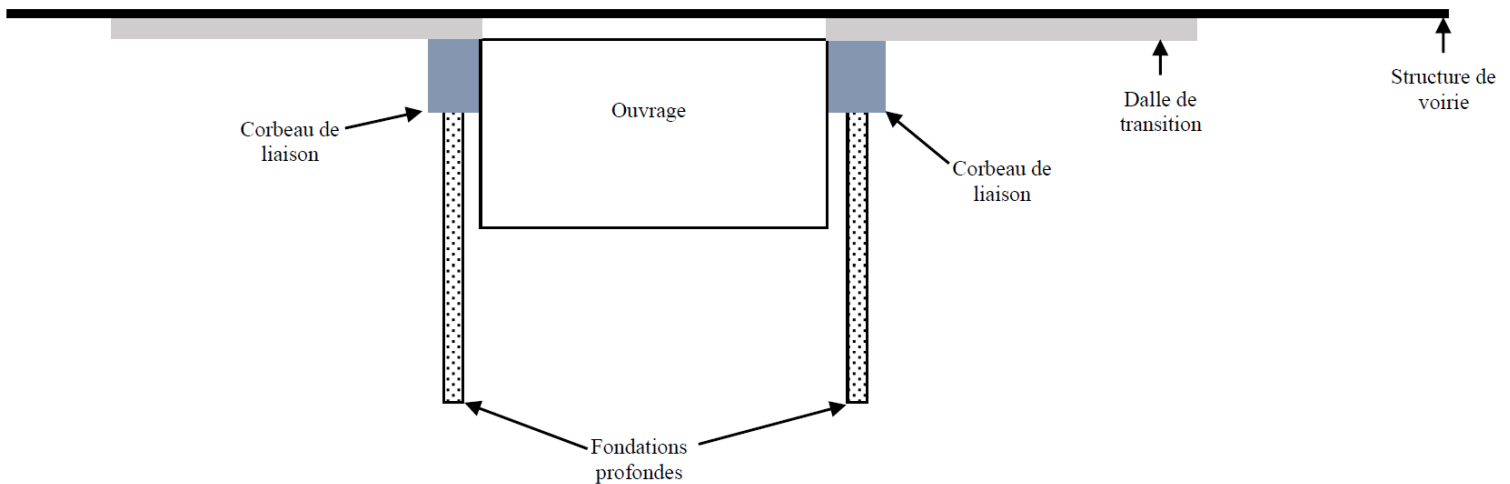 Ouvrage
Corbeau de
liaison
Dalle de
transition
Structure de
voirie
Corbeau de
liaison
Fondations
profondes